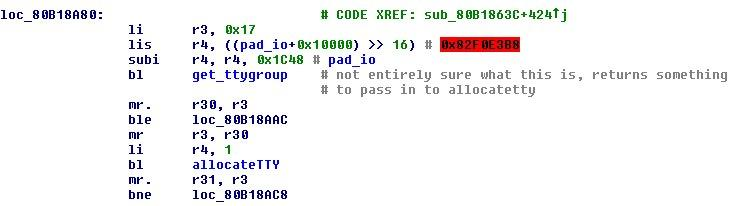 loc_80B18A80: # CODE XREF: sub_80B1863C+424↑j
li r3, 0x17
lis r4, ((pad_io+0x10000) >> 16) # 0x82F0E3B8
subi r4, r4, 0x1C48 # pad_io
bl get_ttygroup # not entirely sure what this is, returns something
# to pass in to allocatetty
mr. r30, r3
ble loc_80B18AAC
mr r3, r30
li r4, 1
bl allocateTTY
mr. r31, r3
bne loc_80B18AC8